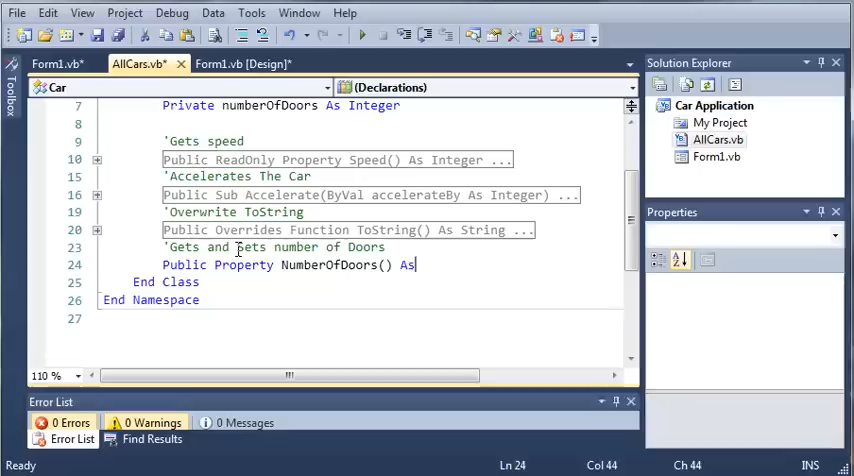 File Edit View Project Debug Data Tools Window Help
Form1.vb* AllCars.vb* Form1.vb [Design]*
Car (Declarations)
7 Private numberOfDoors As Integer
8
9 'Gets speed
10 Public ReadOnly Property Speed() As Integer ...
15 'Accelerates The Car
16 Public Sub Accelerate(ByVal accelerateBy As Integer) ...
19 'Overwrite ToString
20 Public Overrides Function ToString() As String ...
23 'Gets and Sets number of Doors
24 Public Property NumberOfDoors() As
25 End Class
26 End Namespace
27
110 %
Error List
0 Errors 0 Warnings 0 Messages
Error List Find Results
Ready Ln 24 Col 44 Ch 44 INS
Toolbox
Solution Explorer
Car Application
My Project
AllCars.vb
Form1.vb
Properties